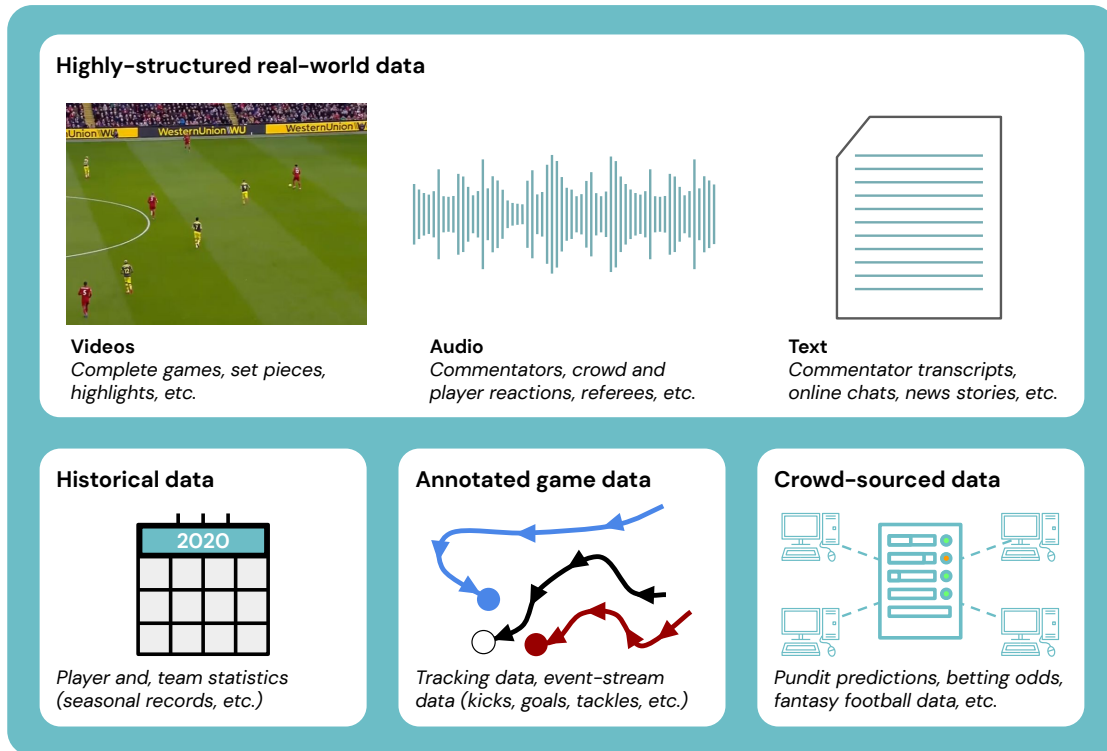 Highly-structured real-world data
WesternUnion WU
WesternUnion
Videos
Complete games, set pieces,
highlights, etc.
Audio
Commentators, crowd and
player reactions, referees, etc.
Text
Commentator transcripts,
online chats, news stories, etc.
Historical data
2020
Player and, team statistics
(seasonal records, etc.)
Annotated game data
Tracking data, event-stream
data (kicks, goals, tackles, etc.)
Crowd-sourced data
Pundit predictions, betting odds,
fantasy football data, etc.